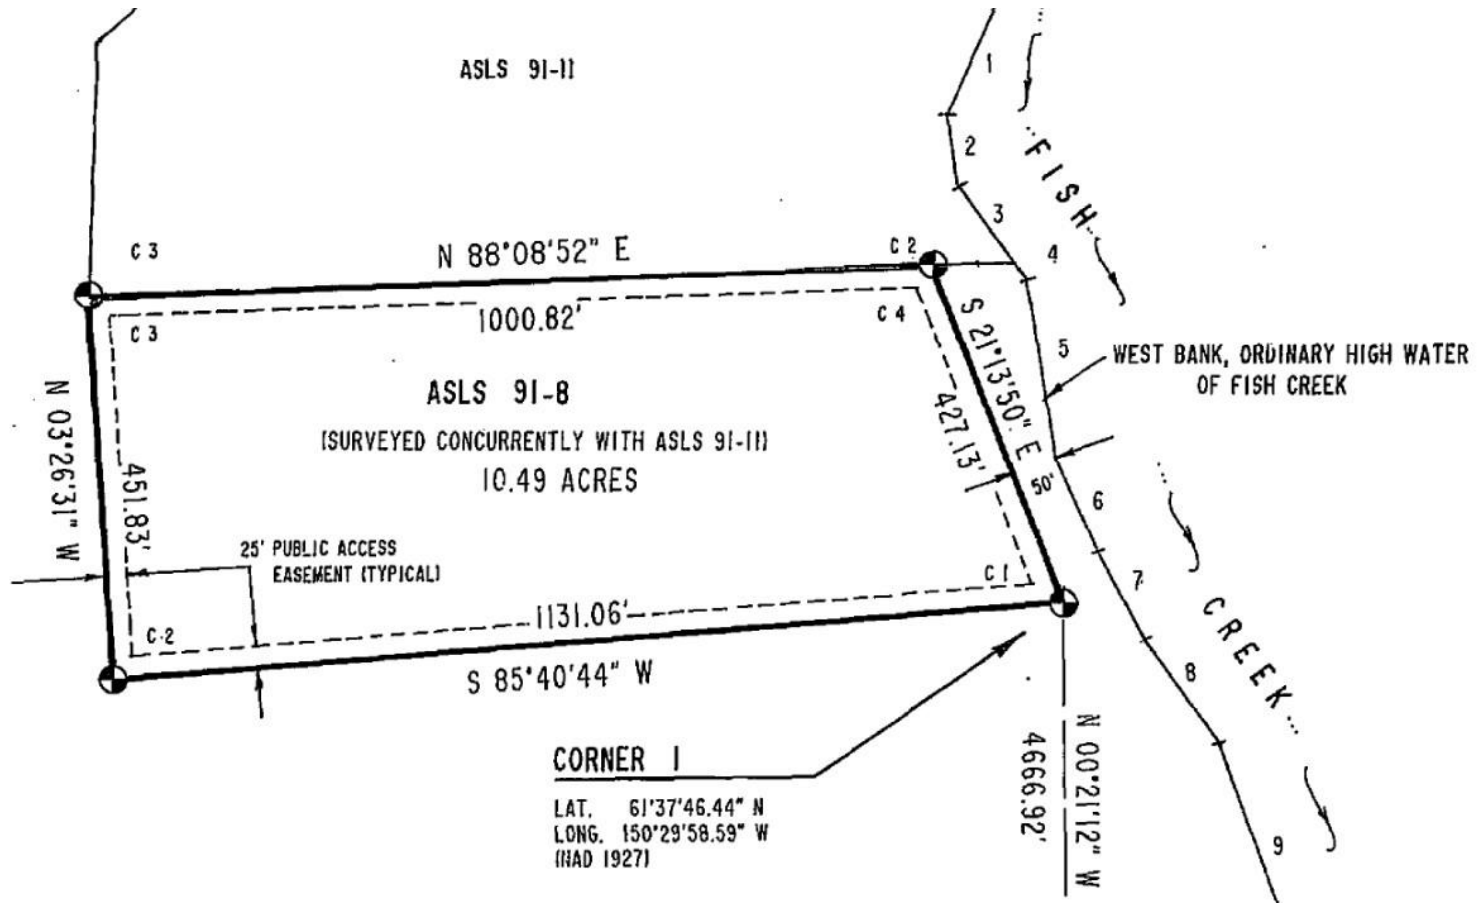 ASLS 91-11
1
2
FISH
3
C 3
N 88°08'52" E
C 2
4
C 3
1000.82'
C 4
S 21°13'50" E
5
WEST BANK, ORDINARY HIGH WATER
OF FISH CREEK
ASLS 91-8
427.13'
N 03°26'31" W
(SURVEYED CONCURRENTLY WITH ASLS 91-11)
10.49 ACRES
451.83'
50'
6
25' PUBLIC ACCESS
EASEMENT (TYPICAL)
C 1
7
1131.06'
CREEK
C-2
S 85°40'44" W
8
CORNER 1
N 00°21'12" W
4666.92'
LAT. 61°37'46.44" N
LONG. 150°29'58.59" W
(NAD 1927)
9